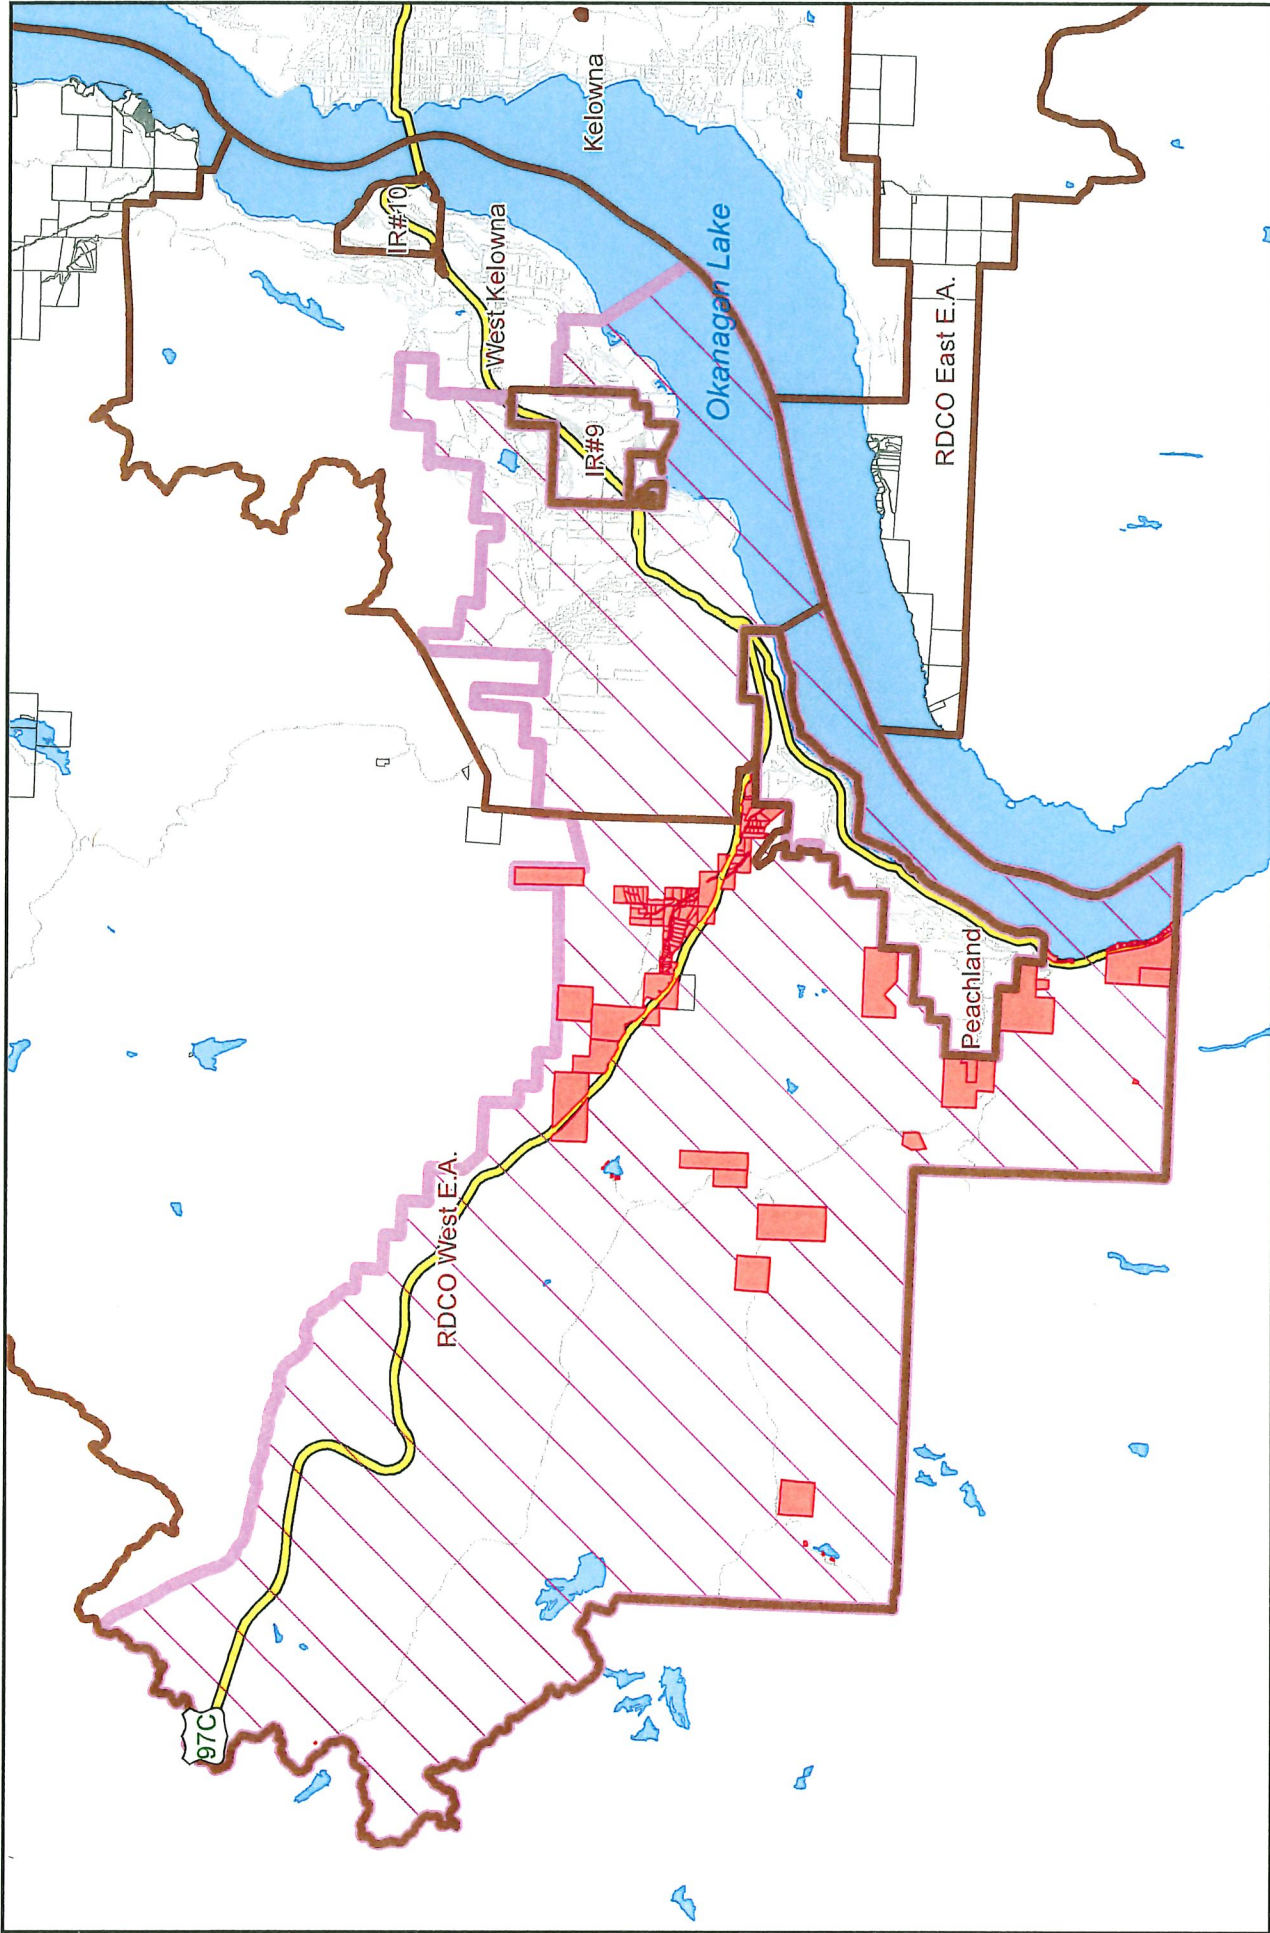 97C
RDCO West E.A.
Peachland
IR#9
IR#10
West Kelowna
Kelowna
Okanagan Lake
RDCO East E.A.